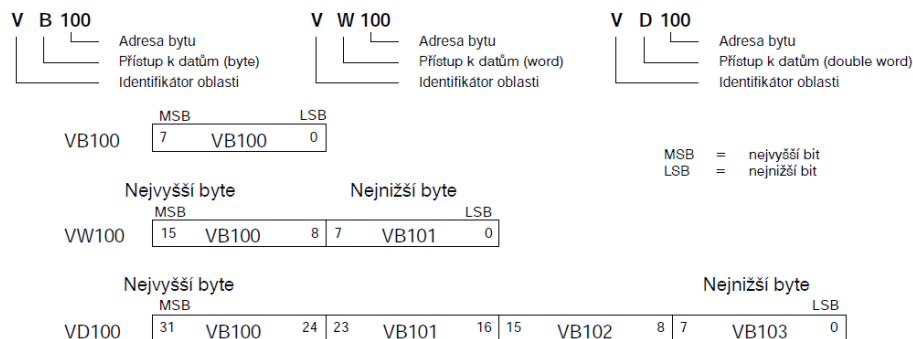 V B 100 V W 100 V D 100
Adresa bytu Adresa bytu Adresa bytu
Přístup k datům (byte) Přístup k datům (word) Přístup k datům (double word)
Identifikátor oblasti Identifikátor oblasti Identifikátor oblasti
MSB LSB
VB100 7 VB100 0
MSB = nejvyšší bit
LSB = nejnižší bit
Nejvyšší byte Nejnižší byte
MSB LSB
VW100 15 VB100 8 7 VB101 0
Nejvyšší byte Nejnižší byte
MSB LSB
VD100 31 VB100 24 23 VB101 16 15 VB102 8 7 VB103 0